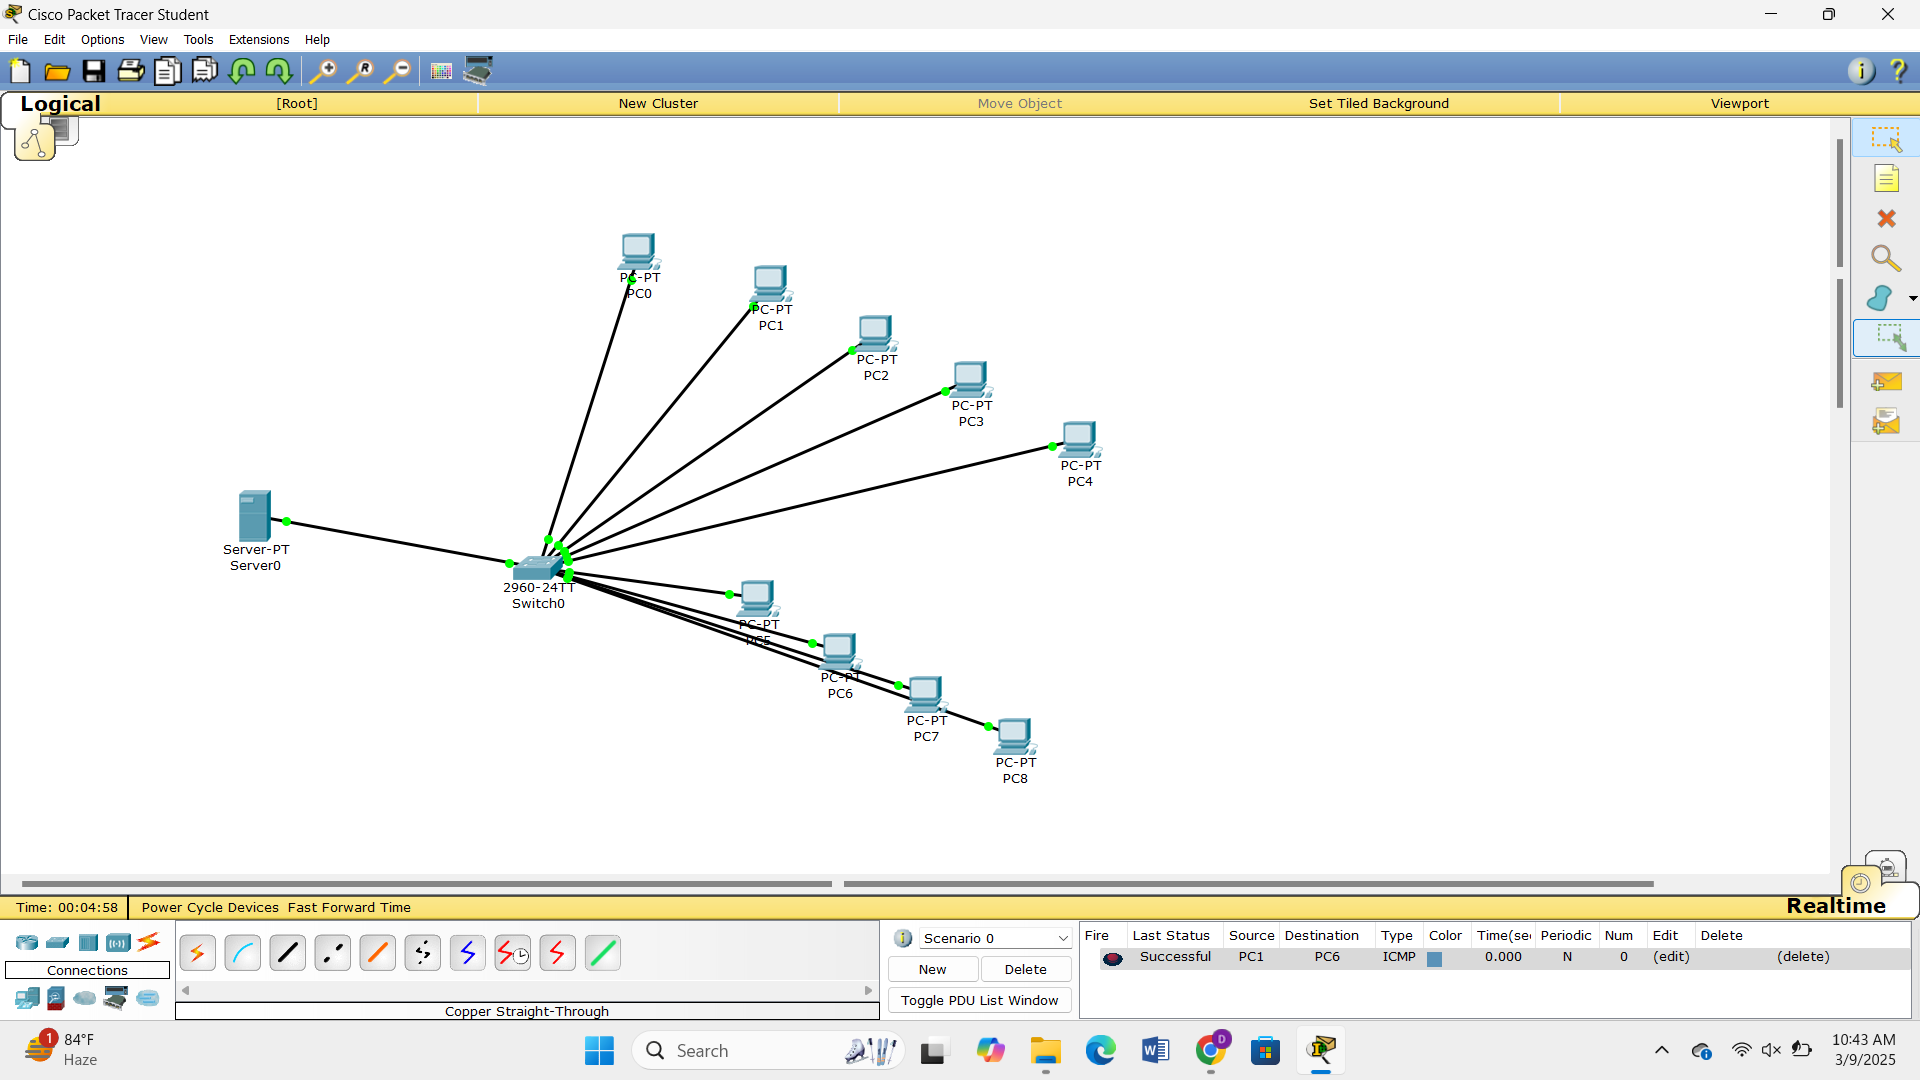 Cisco Packet Tracer Student
File Edit Options View Tools Extensions Help
Logical [Root] New Cluster Move Object Set Tiled Background Viewport
PC-PT
PC0
PC-PT
PC1
PC-PT
PC2
PC-PT
PC3
PC-PT
PC4
Server-PT
Server0
2960-24TT
Switch0
PC-PT
PC5
PC-PT
PC6
PC-PT
PC7
PC-PT
PC8
Time: 00:04:58 Power Cycle Devices Fast Forward Time Realtime
Connections
Copper Straight-Through
Scenario 0
New Delete
Toggle PDU List Window
Fire Last Status Source Destination Type Color Time(sec Periodic Num Edit Delete
Successful PC1 PC6 ICMP 0.000 N 0 (edit) (delete)
1
84°F
Haze
Search
D
10:43 AM
3/9/2025